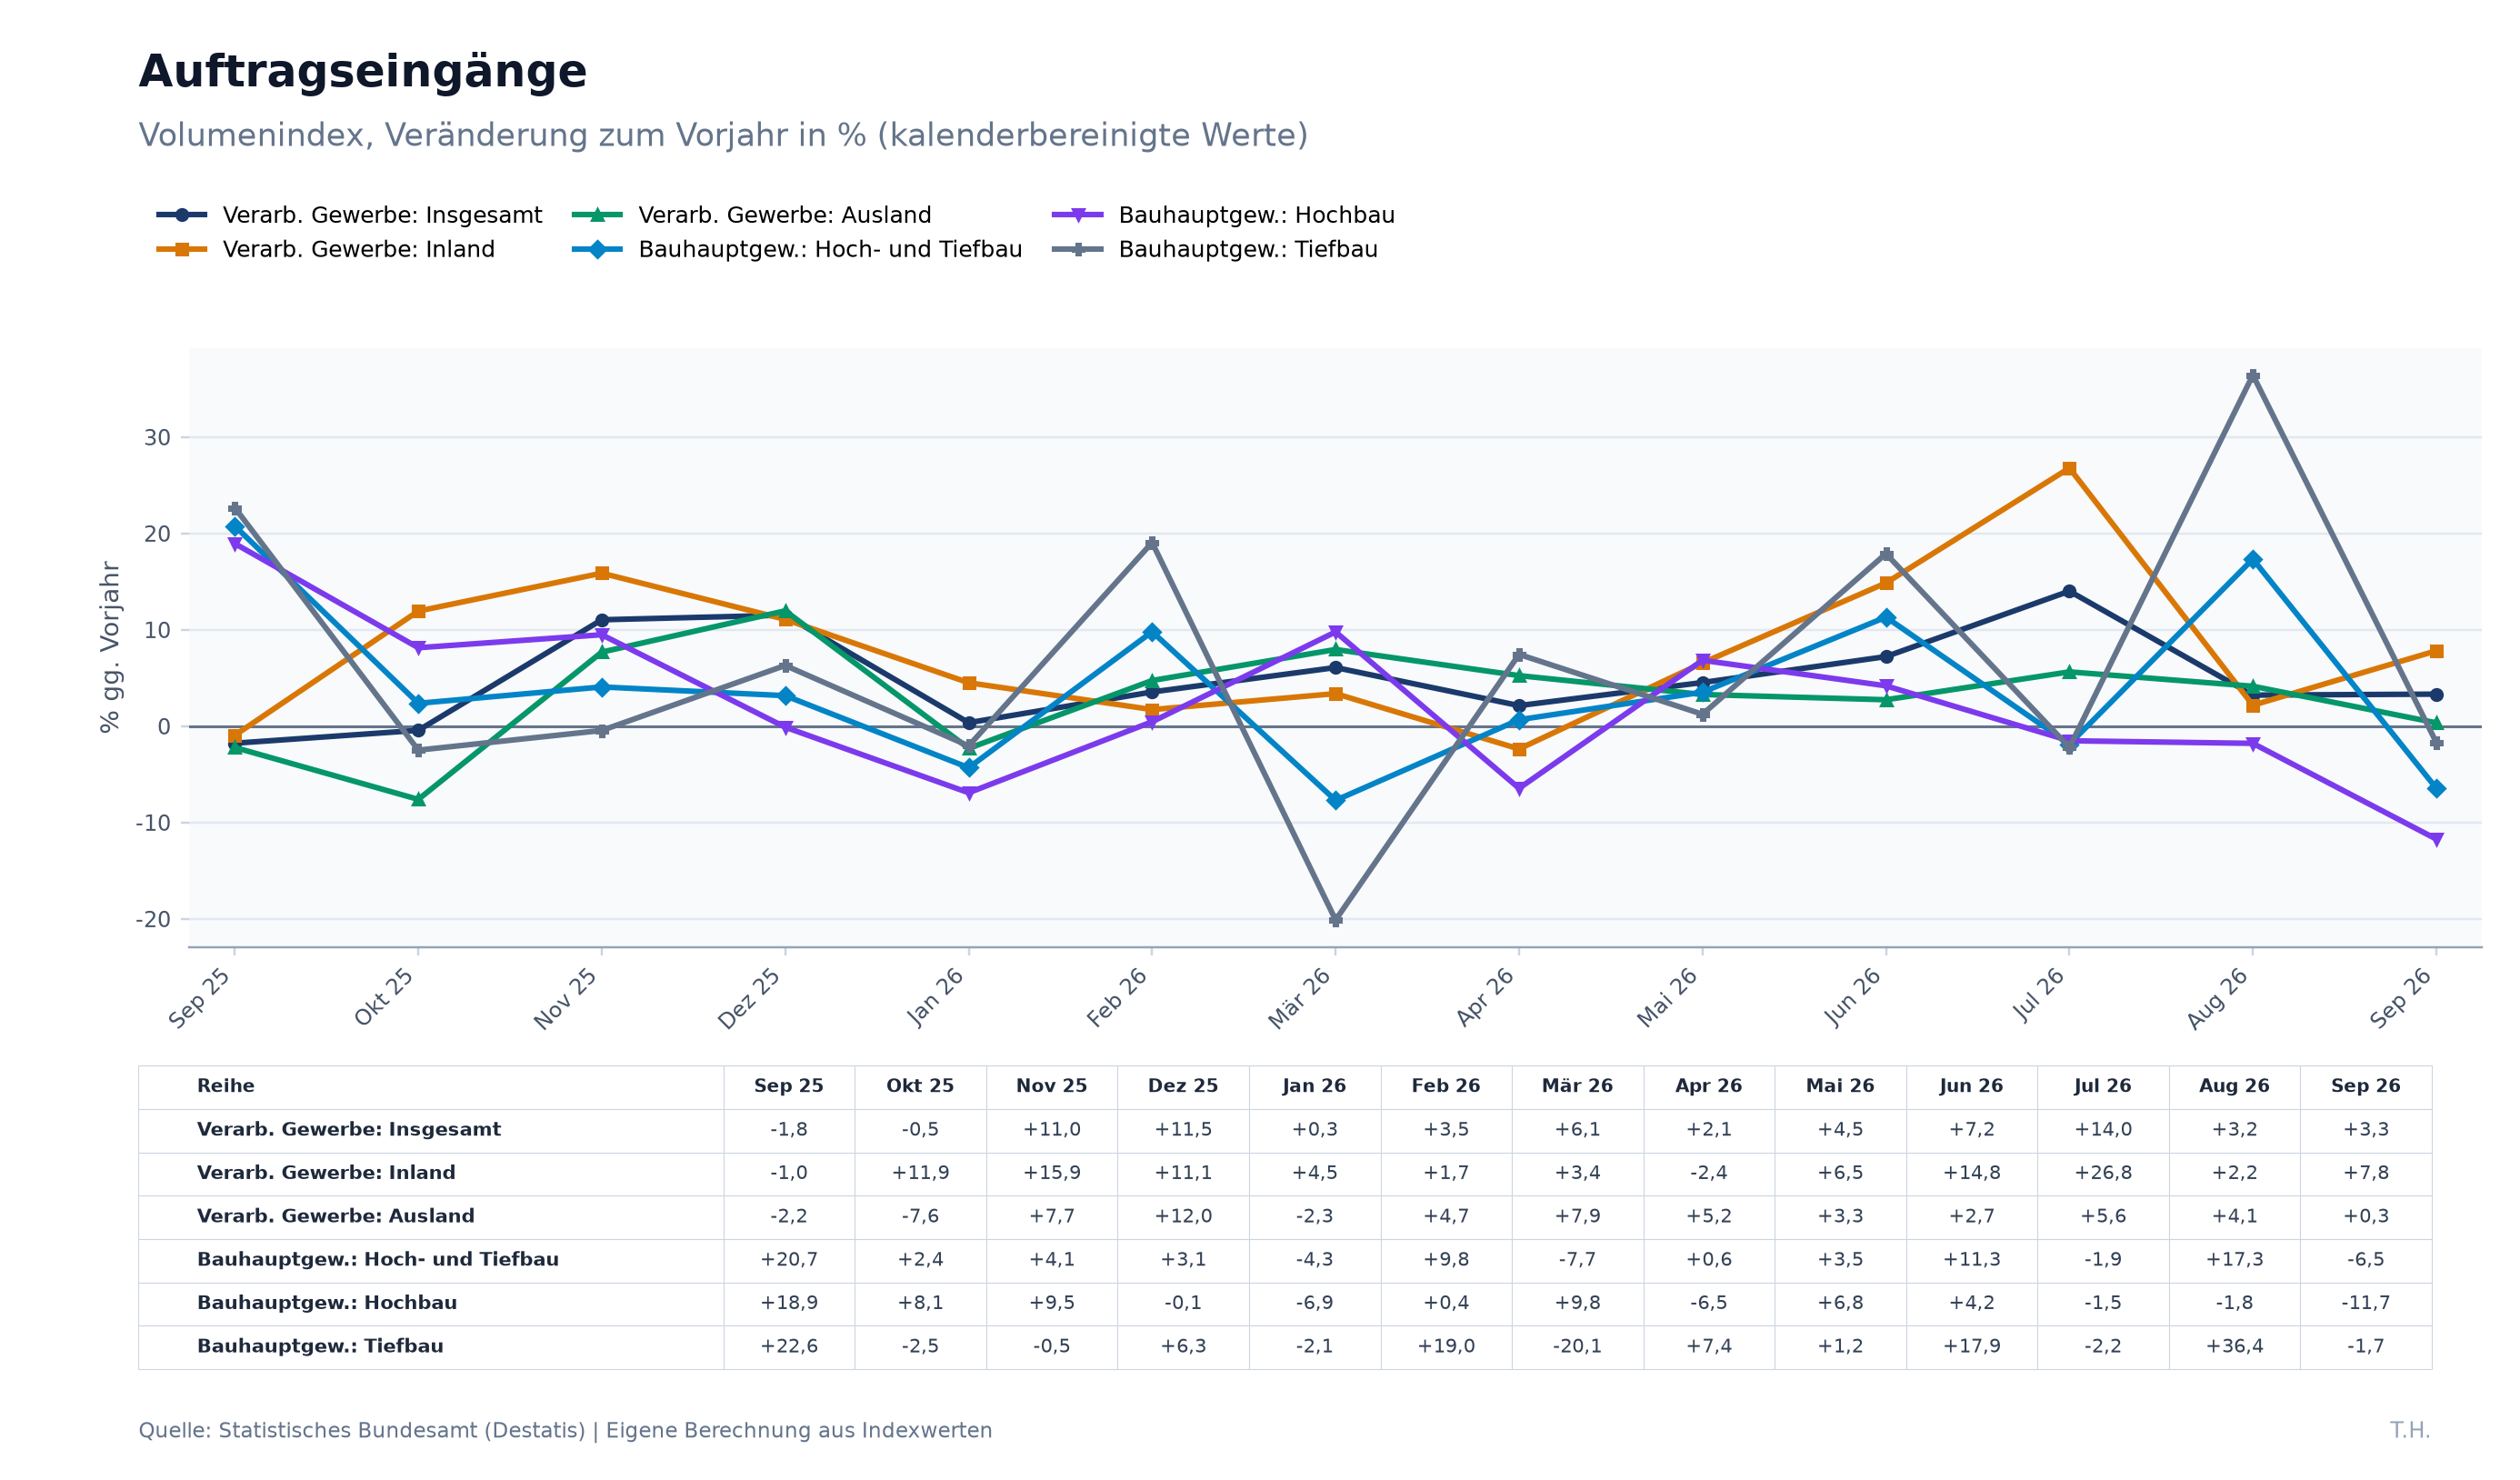 Auftragseingänge
Volumenindex, Veränderung zum Vorjahr in % (kalenderbereinigte Werte)
Verarb. Gewerbe: Insgesamt Verarb. Gewerbe: Ausland Bauhauptgew.: Hochbau
Verarb. Gewerbe: Inland Bauhauptgew.: Hoch- und Tiefbau Bauhauptgew.: Tiefbau
% gg. Vorjahr
30
20
10
0
-10
-20
Sep 25 Okt 25 Nov 25 Dez 25 Jan 26 Feb 26 Mär 26 Apr 26 Mai 26 Jun 26 Jul 26 Aug 26 Sep 26
Reihe Sep 25 Okt 25 Nov 25 Dez 25 Jan 26 Feb 26 Mär 26 Apr 26 Mai 26 Jun 26 Jul 26 Aug 26 Sep 26
Verarb. Gewerbe: Insgesamt -1,8 -0,5 +11,0 +11,5 +0,3 +3,5 +6,1 +2,1 +4,5 +7,2 +14,0 +3,2 +3,3
Verarb. Gewerbe: Inland -1,0 +11,9 +15,9 +11,1 +4,5 +1,7 +3,4 -2,4 +6,5 +14,8 +26,8 +2,2 +7,8
Verarb. Gewerbe: Ausland -2,2 -7,6 +7,7 +12,0 -2,3 +4,7 +7,9 +5,2 +3,3 +2,7 +5,6 +4,1 +0,3
Bauhauptgew.: Hoch- und Tiefbau +20,7 +2,4 +4,1 +3,1 -4,3 +9,8 -7,7 +0,6 +3,5 +11,3 -1,9 +17,3 -6,5
Bauhauptgew.: Hochbau +18,9 +8,1 +9,5 -0,1 -6,9 +0,4 +9,8 -6,5 +6,8 +4,2 -1,5 -1,8 -11,7
Bauhauptgew.: Tiefbau +22,6 -2,5 -0,5 +6,3 -2,1 +19,0 -20,1 +7,4 +1,2 +17,9 -2,2 +36,4 -1,7
Quelle: Statistisches Bundesamt (Destatis) | Eigene Berechnung aus Indexwerten
T.H.